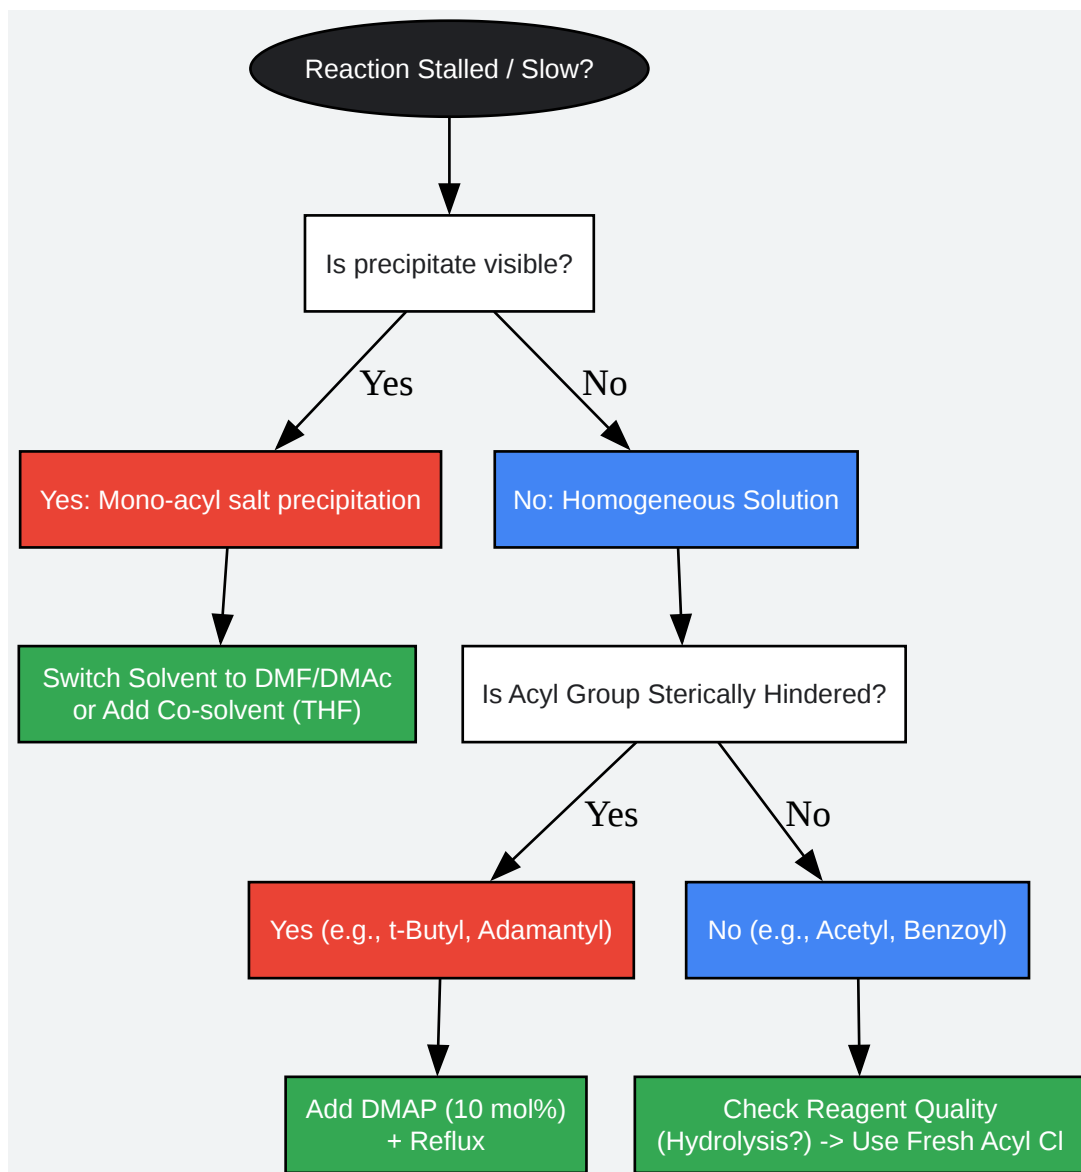 Reaction Stalled / Slow?
Is precipitate visible?
Yes
No
Yes: Mono-acyl salt precipitation
No: Homogeneous Solution
Switch Solvent to DMF/DMAc
or Add Co-solvent (THF)
Is Acyl Group Sterically Hindered?
Yes
No
Yes (e.g., t-Butyl, Adamantyl)
No (e.g., Acetyl, Benzoyl)
Add DMAP (10 mol%)
+ Reflux
Check Reagent Quality
(Hydrolysis?) -> Use Fresh Acyl Cl